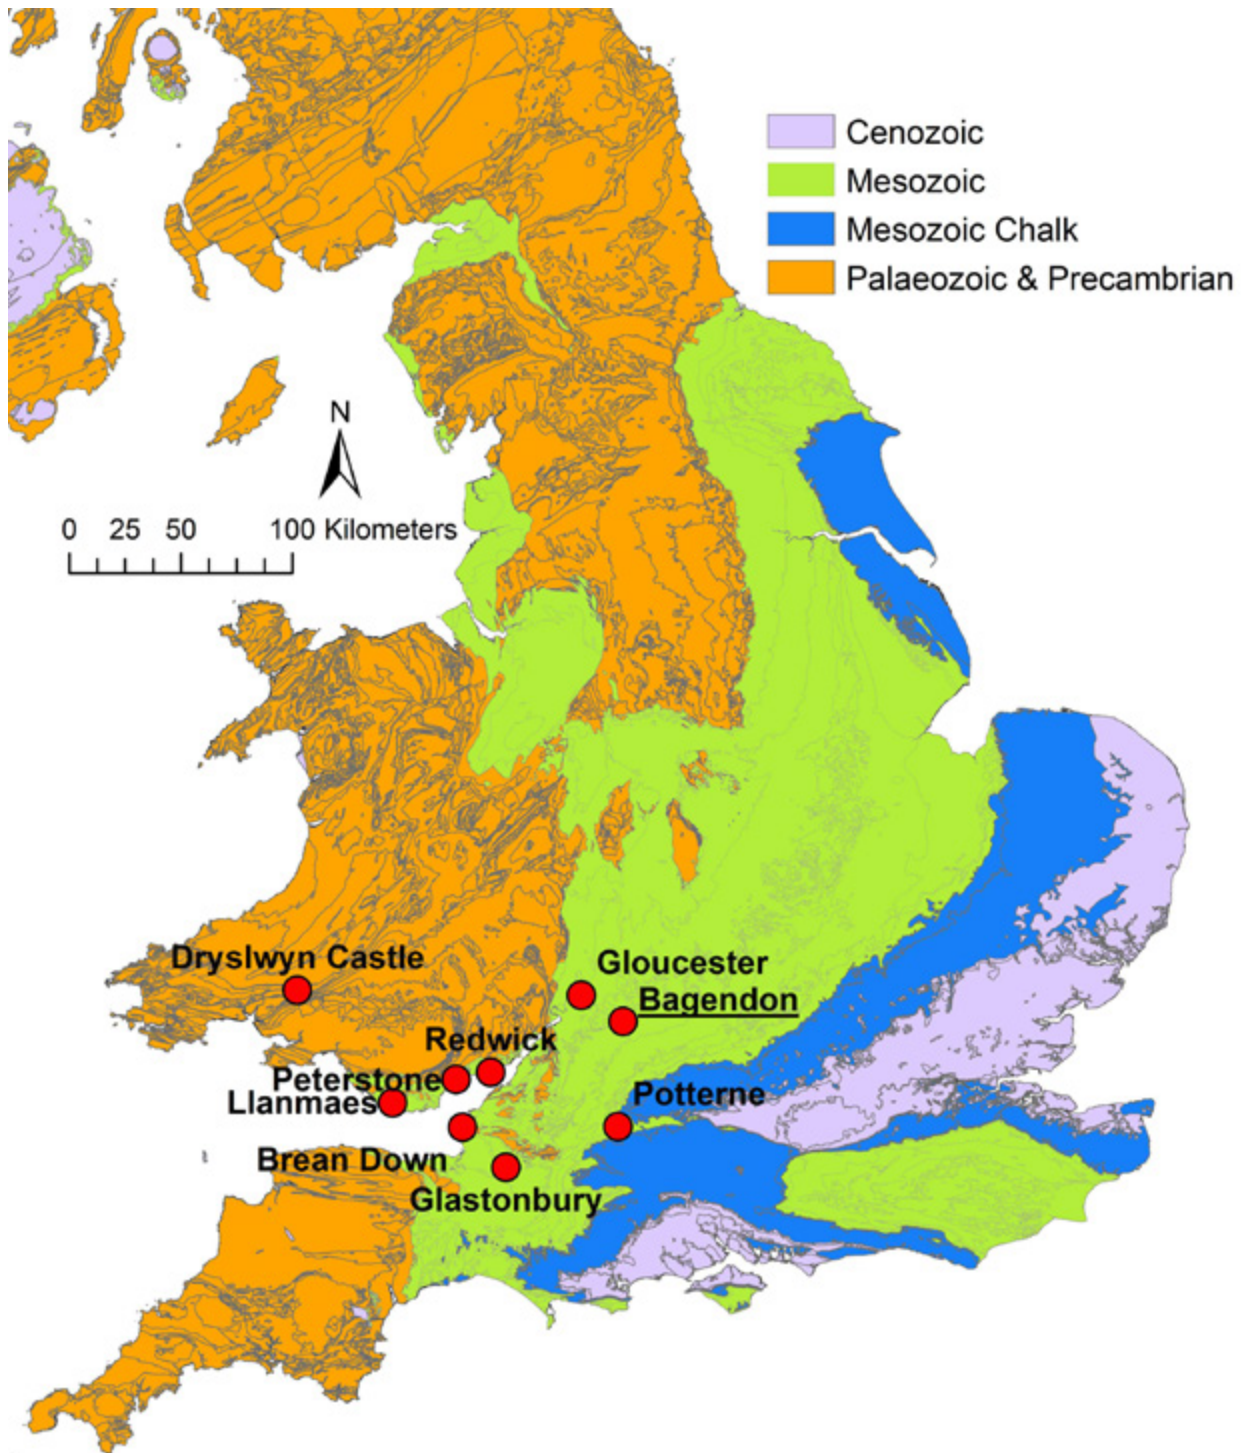 Cenozoic
Mesozoic
Mesozoic Chalk
Palaeozoic & Precambrian
N
0 25 50 100 Kilometers
Dryslwyn Castle
Gloucester
Bagendon
Redwick
Peterstone
Llanmaes
Potterne
Brean Down
Glastonbury